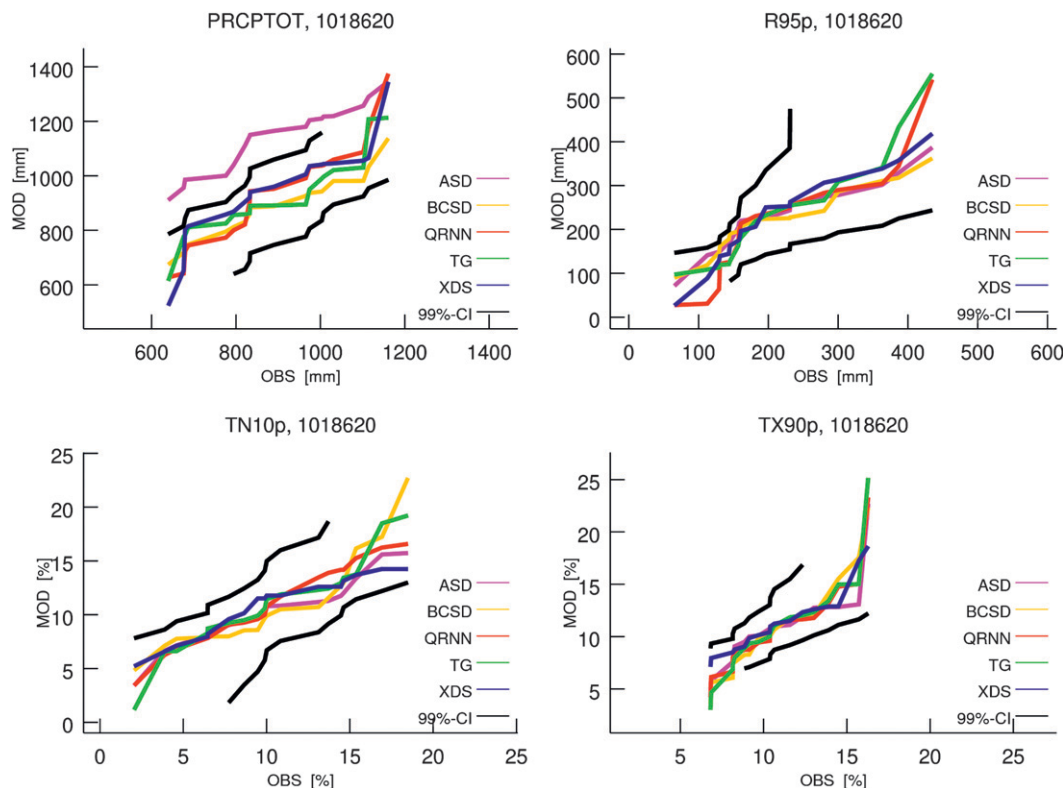 PRCPTOT, 1018620
MOD [mm]
1400
1200
1000
800
600
ASD
BCSD
QRNN
TG
XDS
99%-CI
600 800 1000 1200 1400
OBS [mm]
R95p, 1018620
MOD [mm]
600
500
400
300
200
100
0
ASD
BCSD
QRNN
TG
XDS
99%-CI
0 100 200 300 400 500 600
OBS [mm]
TN10p, 1018620
MOD [%]
25
20
15
10
5
0
ASD
BCSD
QRNN
TG
XDS
99%-CI
0 5 10 15 20 25
OBS [%]
TX90p, 1018620
MOD [%]
25
20
15
10
5
ASD
BCSD
QRNN
TG
XDS
99%-CI
5 10 15 20 25
OBS [%]